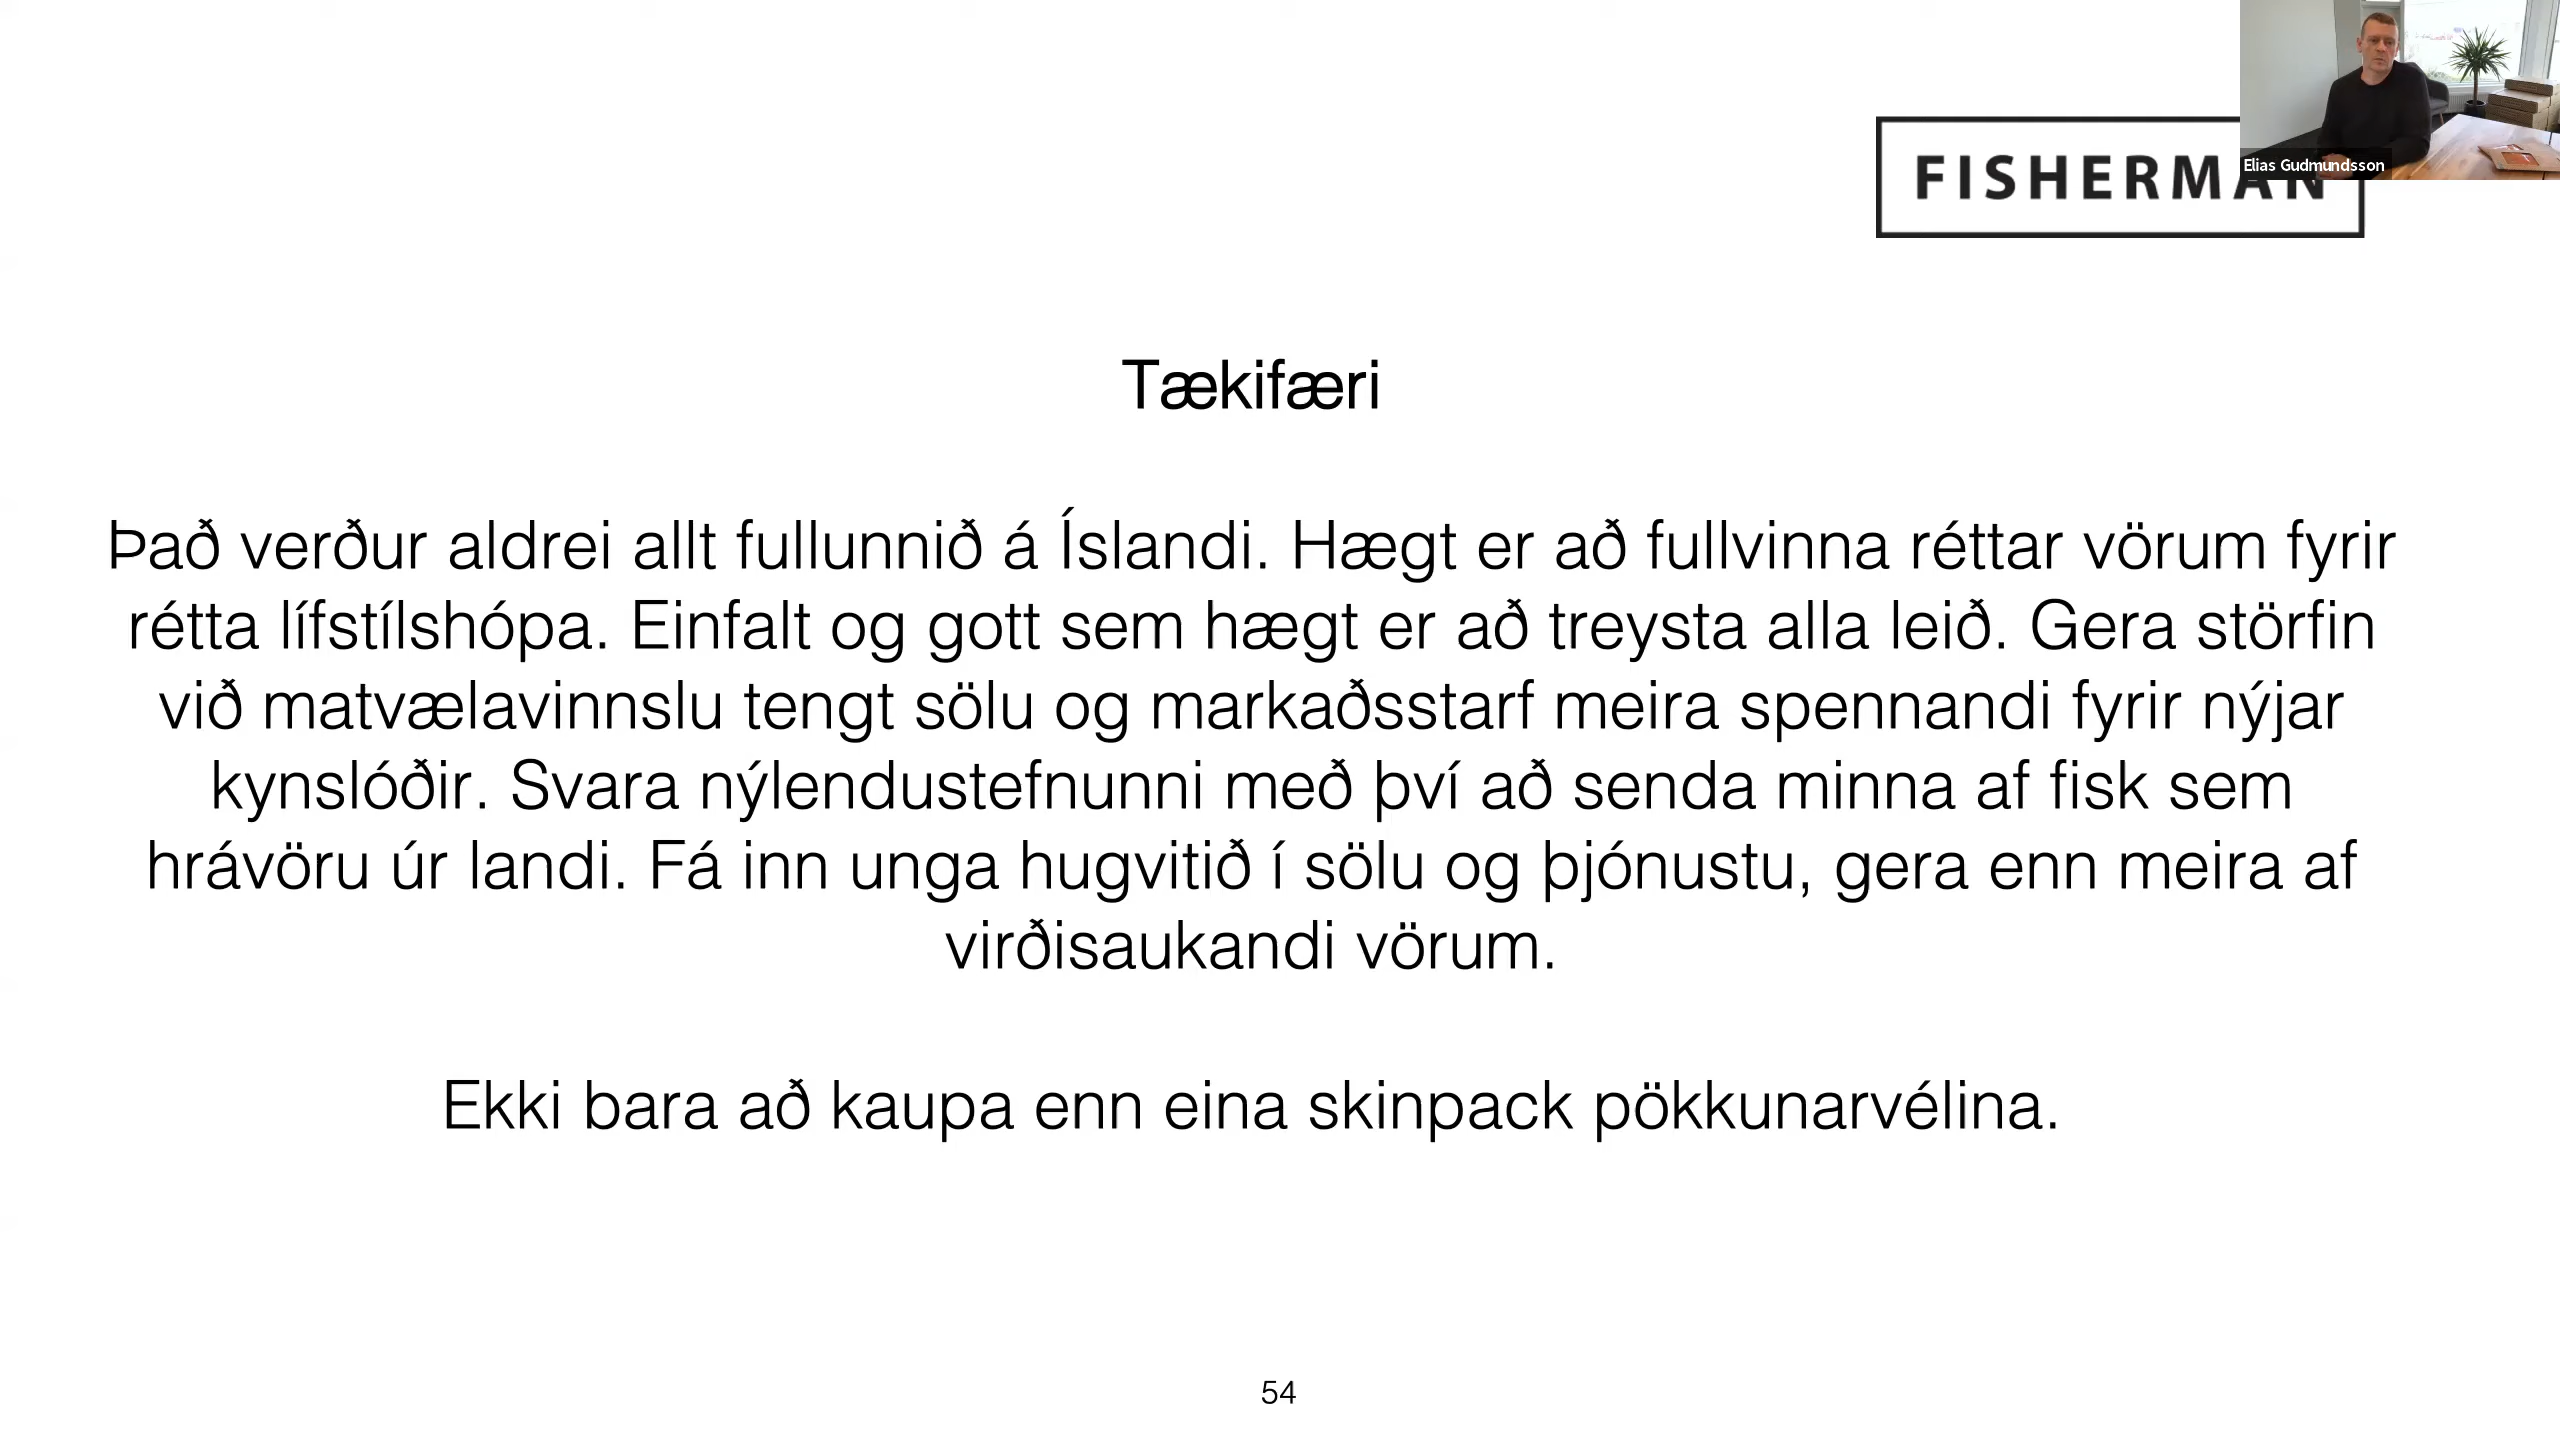 FISHERMAN
Elias Gudmundsson
Tækifæri
Það verður aldrei allt fullunnið á Íslandi. Hægt er að fullvinna réttar vörum fyrir
rétta lífstílshópa. Einfalt og gott sem hægt er að treysta alla leið. Gera störfin
við matvælavinnslu tengt sölu og markaðsstarf meira spennandi fyrir nýjar
kynslóðir. Svara nýlendustefnunni með því að senda minna af fisk sem
hrávöru úr landi. Fá inn unga hugvitið í sölu og þjónustu, gera enn meira af
virðisaukandi vörum.
Ekki bara að kaupa enn eina skinpack pökkunarvélina.
54